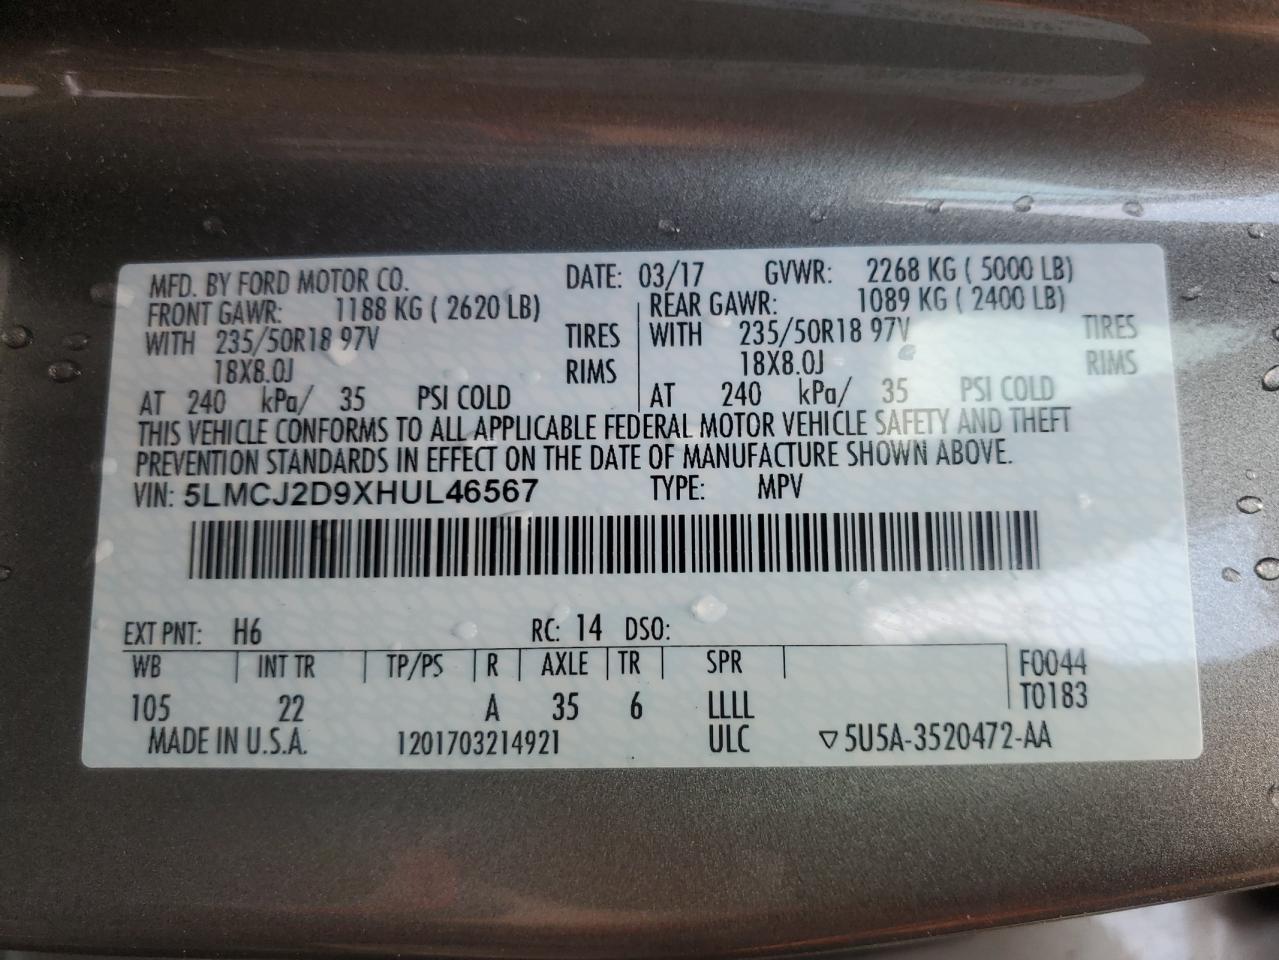 MFD. BY FORD MOTOR CO. DATE: 03/17 GVWR: 2268 KG ( 5000 LB)
FRONT GAWR: 1188 KG ( 2620 LB) REAR GAWR: 1089 KG ( 2400 LB)
WITH 235/50R18 97V TIRES WITH 235/50R18 97V TIRES
18X8.0J RIMS 18X8.0J RIMS
AT 240 kPa/ 35 PSI COLD AT 240 kPa/ 35 PSI COLD
THIS VEHICLE CONFORMS TO ALL APPLICABLE FEDERAL MOTOR VEHICLE SAFETY AND THEFT
PREVENTION STANDARDS IN EFFECT ON THE DATE OF MANUFACTURE SHOWN ABOVE.
VIN: 5LMCJ2D9XHUL46567 TYPE: MPV
EXT PNT: H6 RC: 14 DSO:
WB INT TR TP/PS R AXLE TR SPR F0044
105 22 A 35 6 LLLL T0183
MADE IN U.S.A. 1201703214921 ULC ▽5U5A-3520472-AA